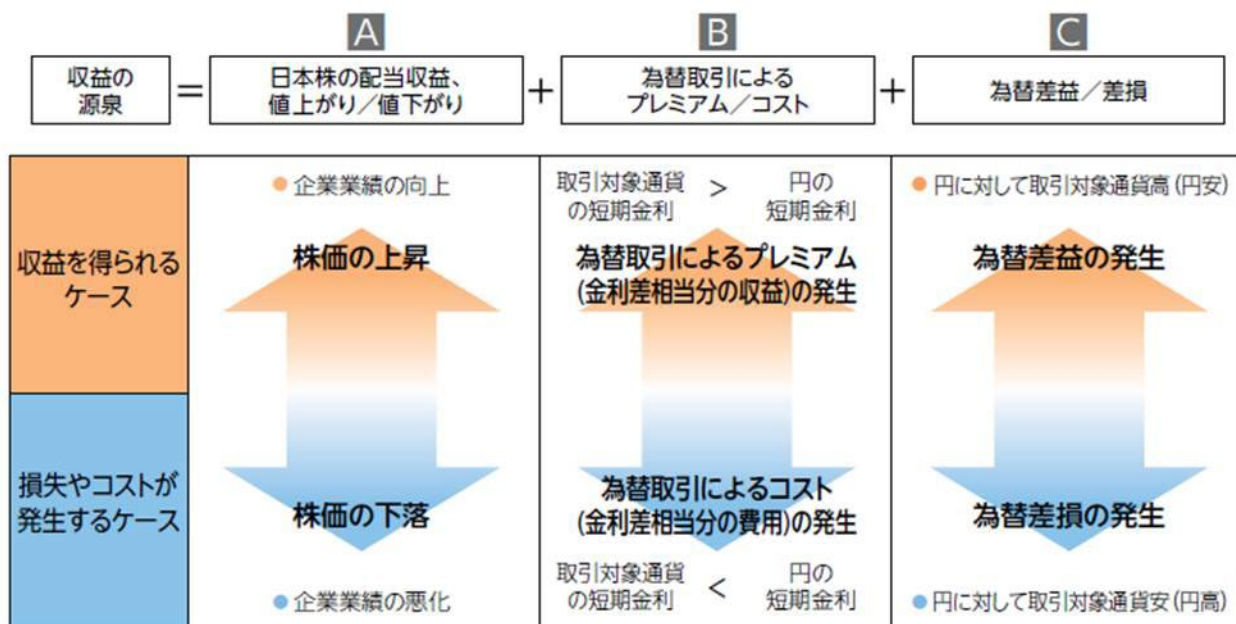 A
B
C
収益の
源泉
=
日本株の配当収益、
値上がり/値下がり
+
為替取引による
プレミアム/コスト
+
為替差益/差損
収益を得られる
ケース
●企業業績の向上
株価の上昇
取引対象通貨
の短期金利
>
円の
短期金利
為替取引によるプレミアム
(金利差相当分の収益)の発生
●円に対して取引対象通貨高(円安)
為替差益の発生
損失やコストが
発生するケース
株価の下落
●企業業績の悪化
為替取引によるコスト
(金利差相当分の費用)の発生
取引対象通貨
の短期金利
<
円の
短期金利
為替差損の発生
●円に対して取引対象通貨安(円高)